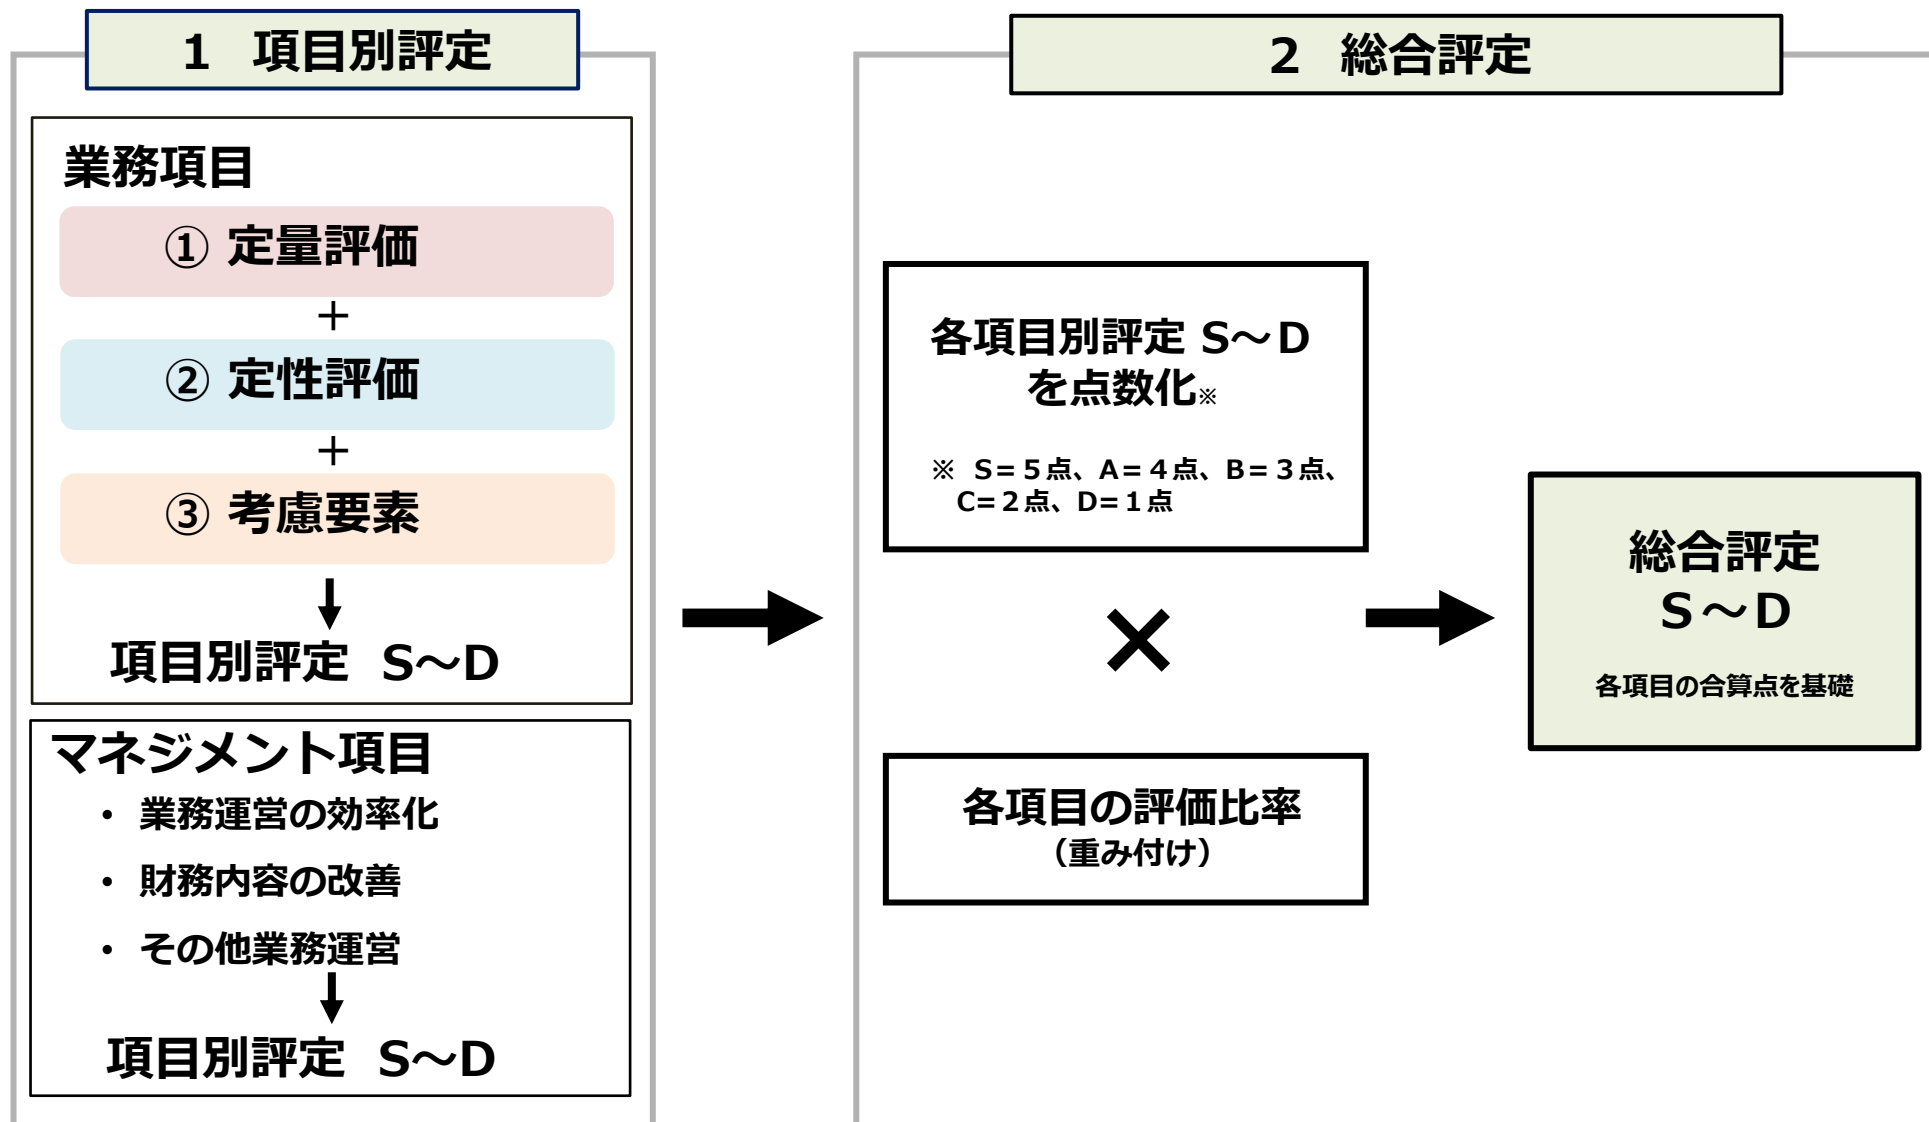 1 項目別評定
業務項目
① 定量評価
＋
② 定性評価
＋
③ 考慮要素
項目別評定 S～D
マネジメント項目
・ 業務運営の効率化
・ 財務内容の改善
・ その他業務運営
項目別評定 S～D
2 総合評定
各項目別評定 S～D
を点数化※
※ S=５点、A=４点、B=３点、
C=２点、D=１点
×
各項目の評価比率
（重み付け）
総合評定
S～D
各項目の合算点を基礎